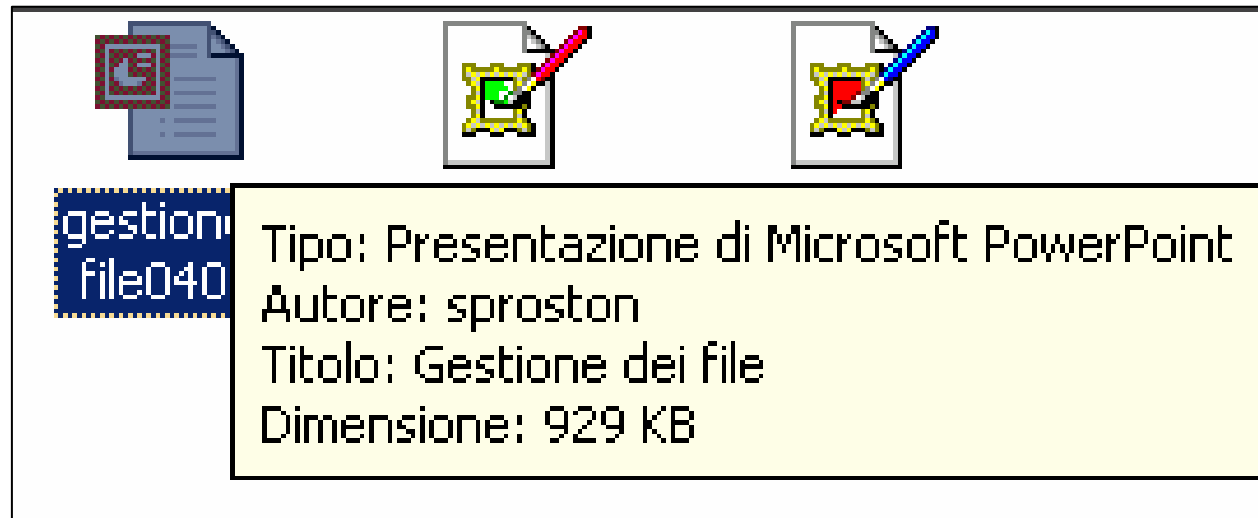 gestion
file040
Tipo: Presentazione di Microsoft PowerPoint
Autore: sproston
Titolo: Gestione dei file
Dimensione: 929 KB